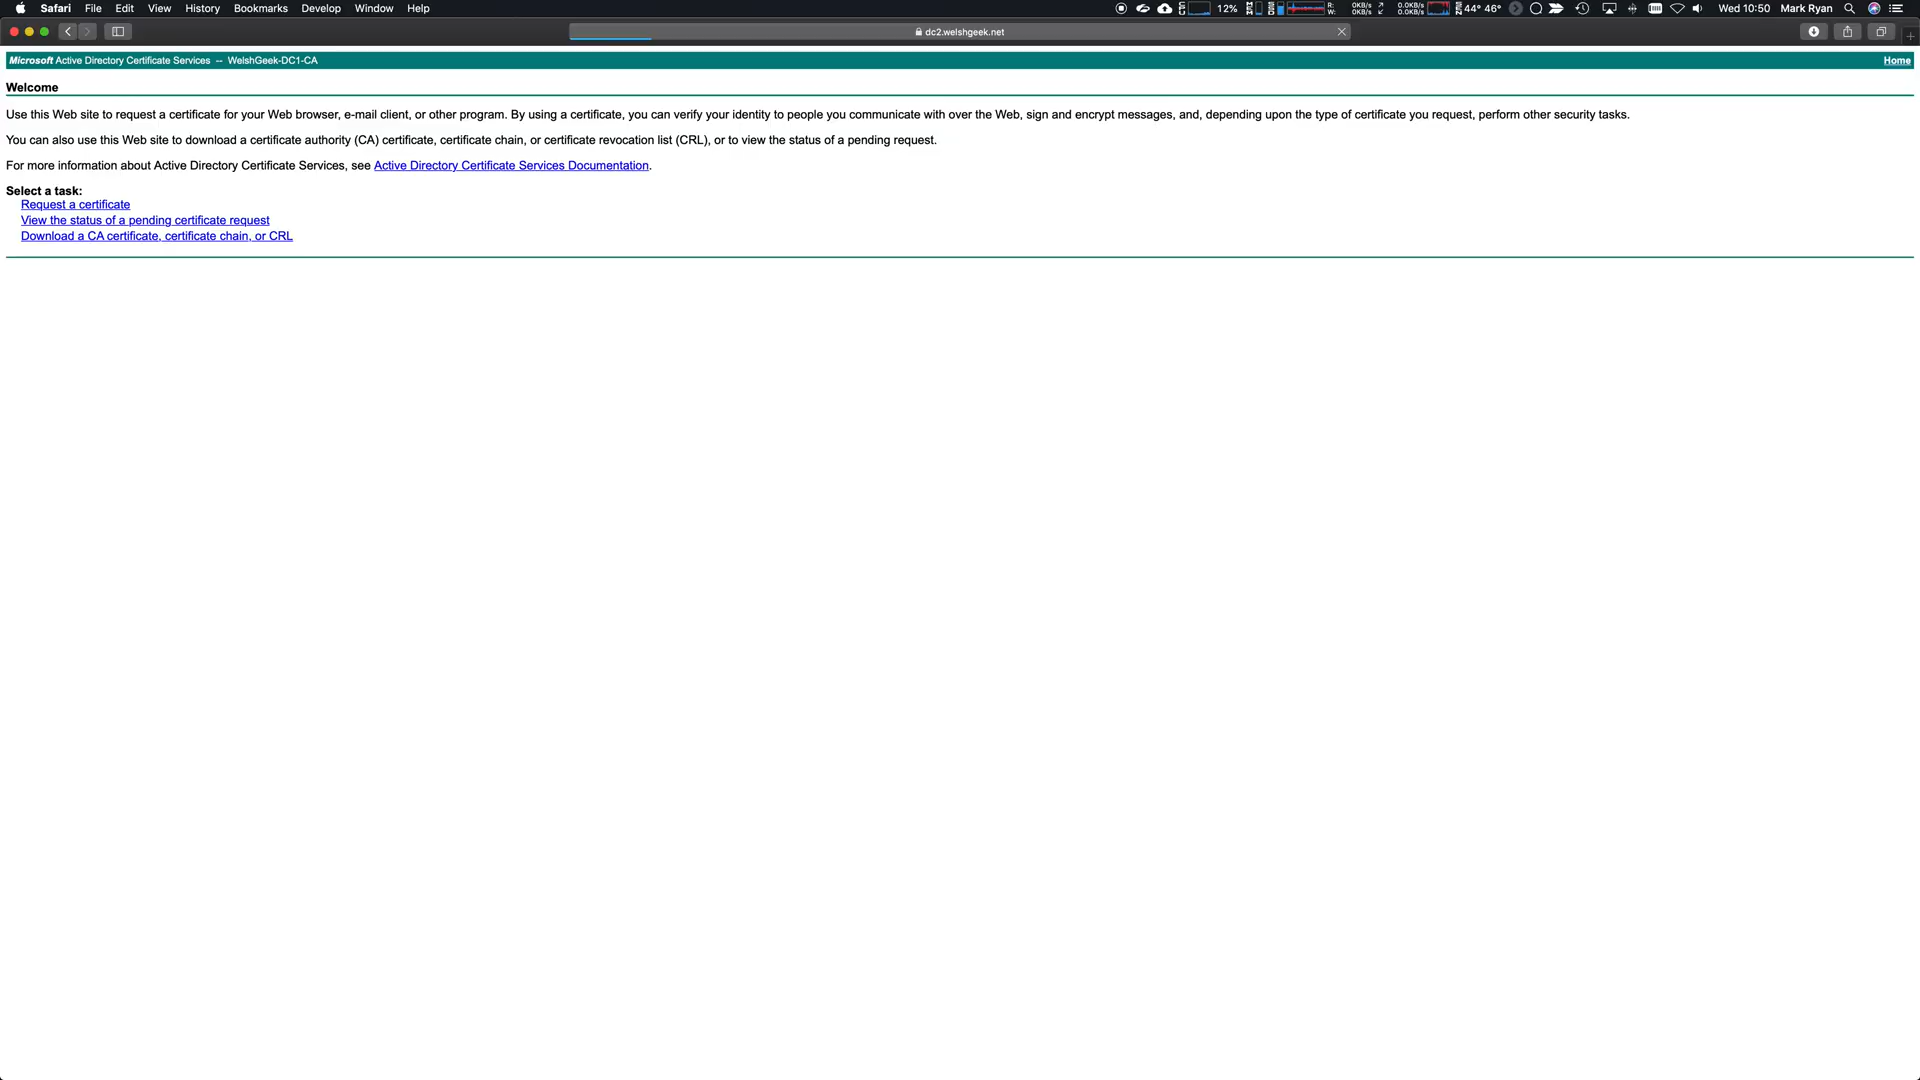 Safari File Edit View History Bookmarks Develop Window Help 12% 0KB/s 0KB/s 0.0KB/s 0.0KB/s 44° 46° Wed 10:50 Mark Ryan
dc2.welshgeek.net
Microsoft Active Directory Certificate Services -- WelshGeek-DC1-CA Home
Welcome
Use this Web site to request a certificate for your Web browser, e-mail client, or other program. By using a certificate, you can verify your identity to people you communicate with over the Web, sign and encrypt messages, and, depending upon the type of certificate you request, perform other security tasks.
You can also use this Web site to download a certificate authority (CA) certificate, certificate chain, or certificate revocation list (CRL), or to view the status of a pending request.
For more information about Active Directory Certificate Services, see Active Directory Certificate Services Documentation.
Select a task:
Request a certificate
View the status of a pending certificate request
Download a CA certificate, certificate chain, or CRL